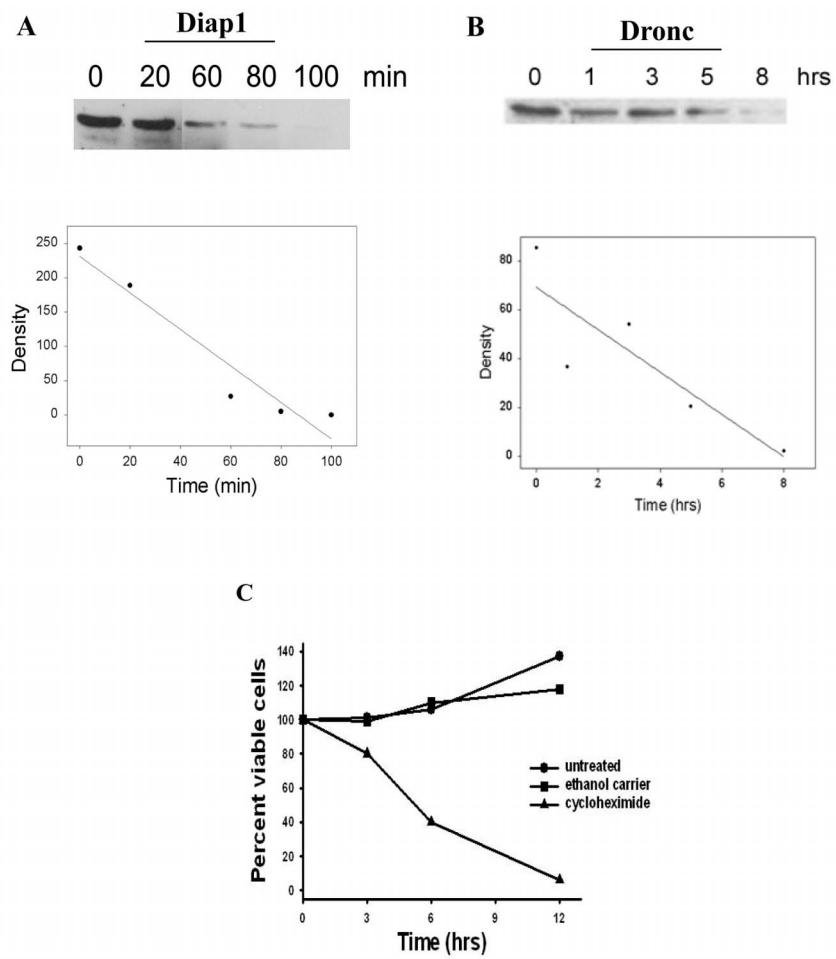 A
Diap1
0 20 60 80 100 min
250
200
150
100
50
0
Density
0 20 40 60 80 100
Time (min)
B
Dronc
0 1 3 5 8 hrs
80
60
40
20
0
Density
0 2 4 6 8
Time (hrs)
C
140
120
100
80
60
40
20
0
Percent viable cells
untreated
ethanol carrier
cycloheximide
0 3 6 9 12
Time (hrs)